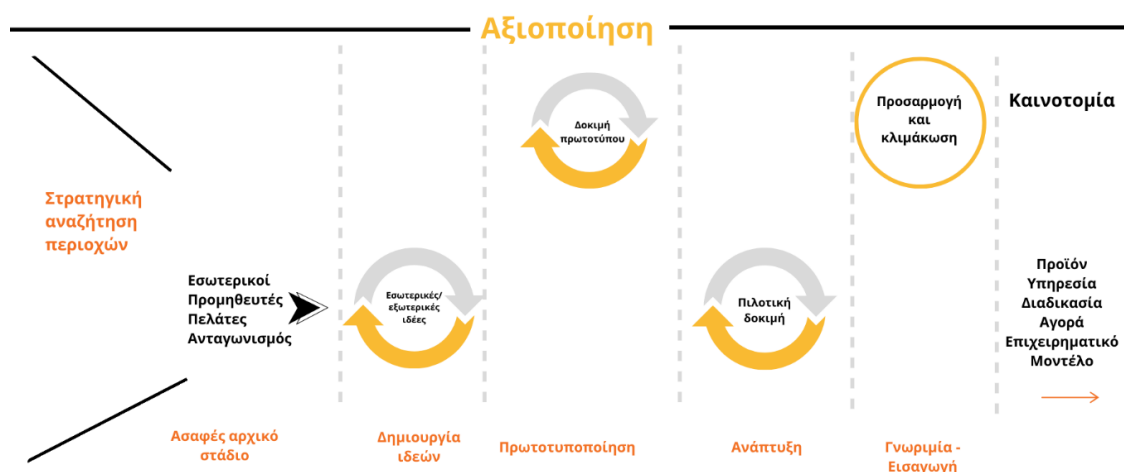 Αξιοποίηση
Στρατηγική
αναζήτηση
περιοχών
Εσωτερικοί
Προμηθευτές
Πελάτες
Ανταγωνισμός
Εσωτερικές/
εξωτερικές
ιδέες
Δοκιμή
πρωτοτύπου
Πιλοτική
δοκιμή
Προσαρμογή
και
κλιμάκωση
Καινοτομία
Προϊόν
Υπηρεσία
Διαδικασία
Αγορά
Επιχειρηματικό
Μοντέλο
Ασαφές αρχικό
στάδιο
Δημιουργία
ιδεών
Πρωτοτυποποίηση
Ανάπτυξη
Γνωριμία -
Εισαγωγή